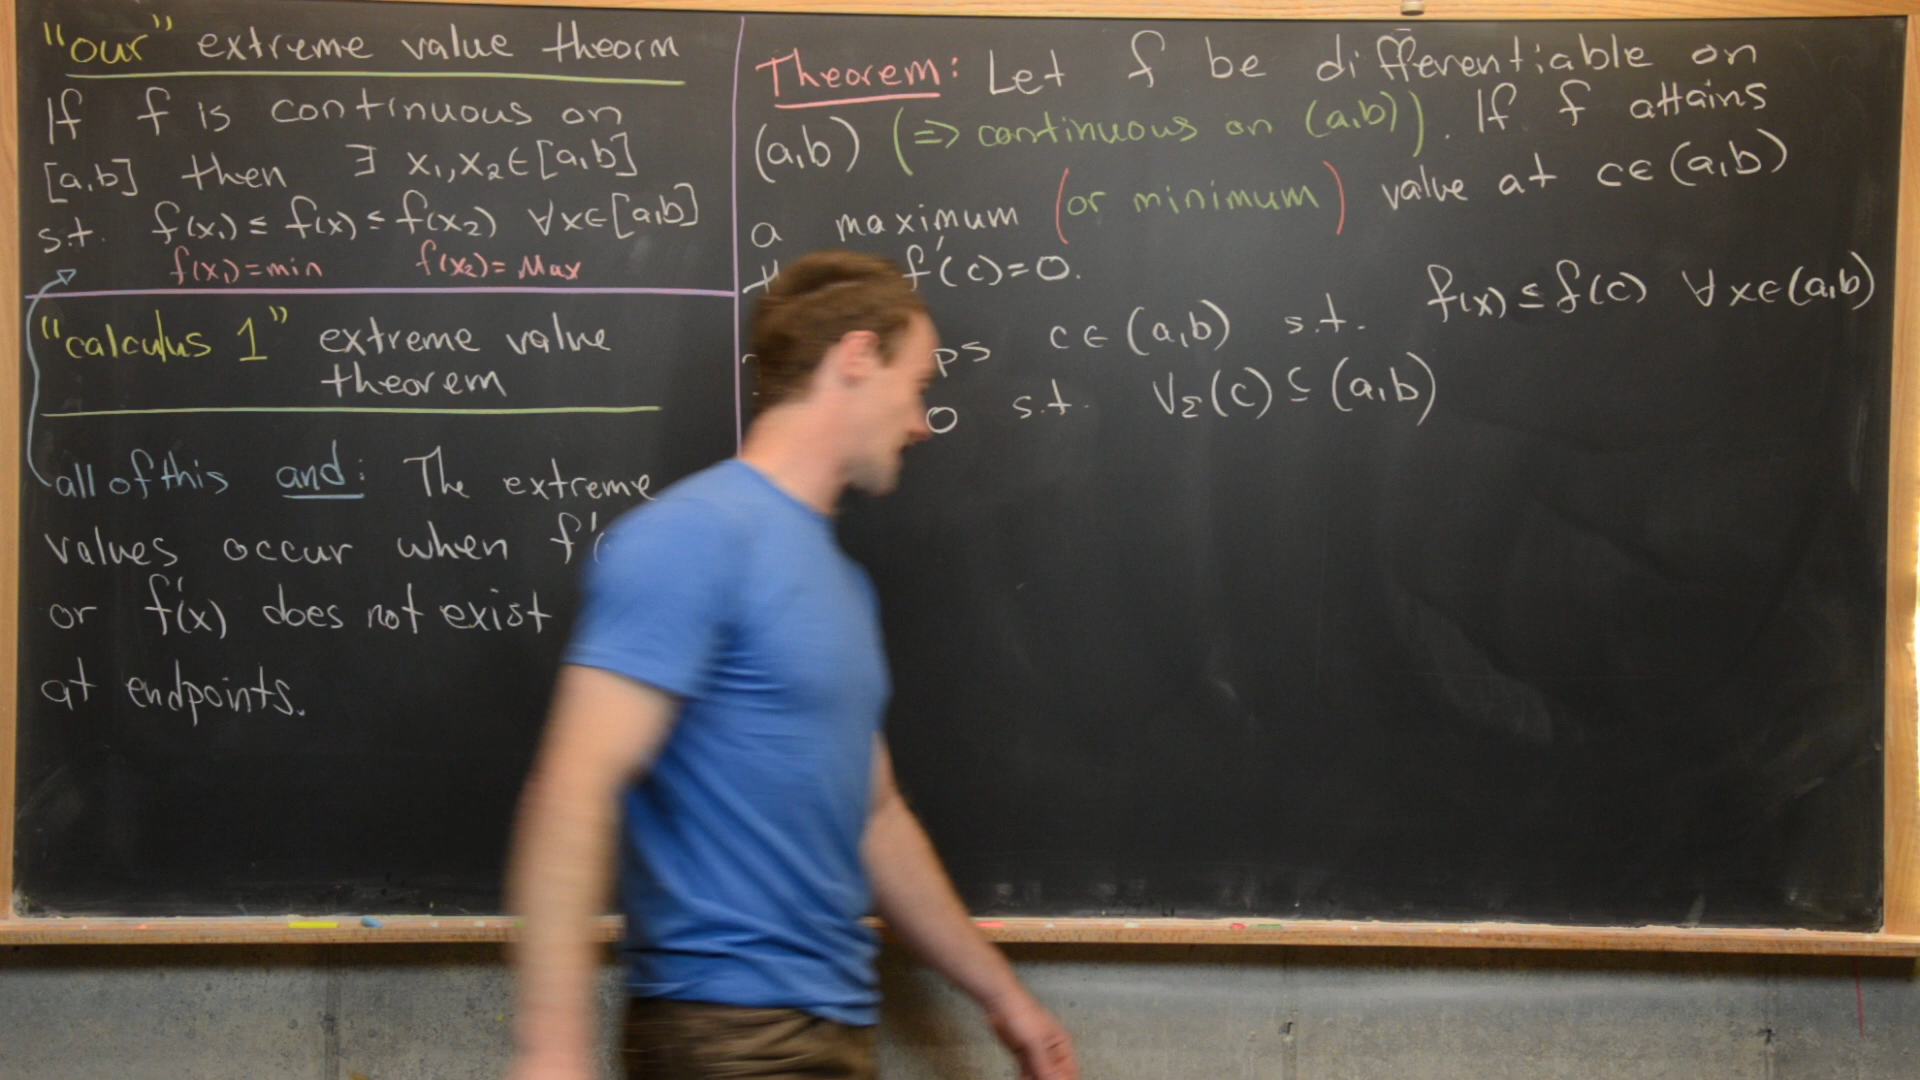 "our" extreme value theorm
If f is continuous on
[a,b] then ∃ x₁,x₂∈[a,b]
s.t. f(x₁)≤f(x)≤f(x₂) ∀x∈[a,b]
f(x₁)=min f(x₂)=Max
"calculus 1" extreme value
theorem
all of this and: The extreme
values occur when f'(
or f'(x) does not exist
at endpoints.
Theorem: Let f be differentiable on
(a,b) (⇒ continuous on (a,b)). If f attains
a maximum (or minimum) value at c∈(a,b)
f'(c)=0.
c∈(a,b) s.t. f(x)≤f(c) ∀x∈(a,b)
0 s.t. V_ε(c)⊆(a,b)